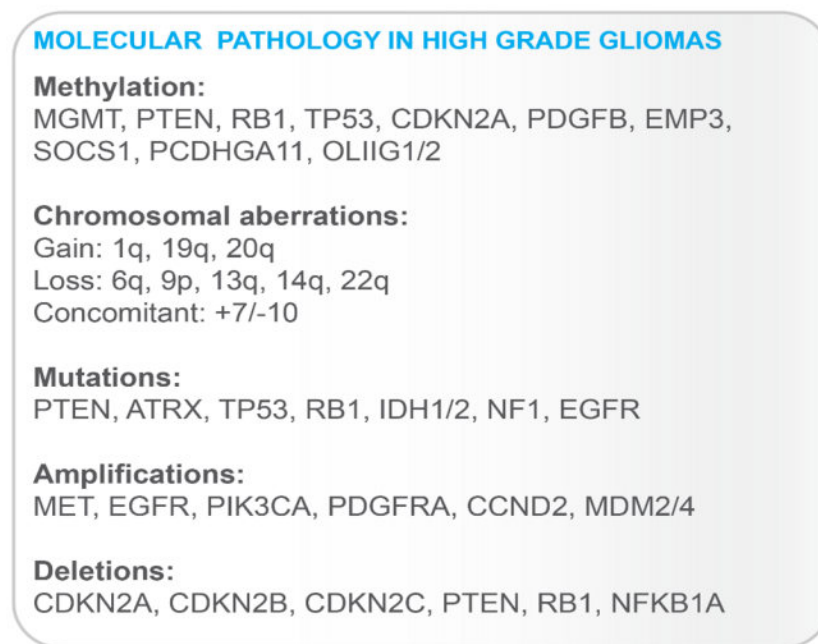 MOLECULAR PATHOLOGY IN HIGH GRADE GLIOMAS
Methylation:
MGMT, PTEN, RB1, TP53, CDKN2A, PDGFB, EMP3,
SOCS1, PCDHGA11, OLIIG1/2
Chromosomal aberrations:
Gain: 1q, 19q, 20q
Loss: 6q, 9p, 13q, 14q, 22q
Concomitant: +7/-10
Mutations:
PTEN, ATRX, TP53, RB1, IDH1/2, NF1, EGFR
Amplifications:
MET, EGFR, PIK3CA, PDGFRA, CCND2, MDM2/4
Deletions:
CDKN2A, CDKN2B, CDKN2C, PTEN, RB1, NFKB1A